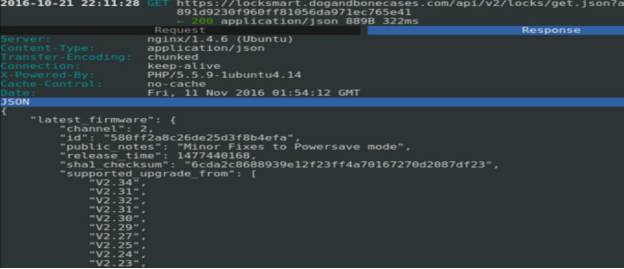 2016-10-21 22:11:28 GET https://locksmart.dogandbonecases.com/api/v2/locks/get.json?a
891d9230f960ff81056da971ec765e41
← 200 application/json 889B 322ms
Request Response
Server: nginx/1.4.6 (Ubuntu)
Content-Type: application/json
Transfer-Encoding: chunked
Connection: keep-alive
X-Powered-By: PHP/5.5.9-1ubuntu4.14
Cache-Control: no-cache
Date: Fri, 11 Nov 2016 01:54:12 GMT
JSON
{
"latest_firmware": {
"channel": 2,
"id": "580ff2a8c26de25d3f8b4efa",
"public_notes": "Minor Fixes to Powersave mode",
"release_time": 1477440168,
"sha1_checksum": "6cda2c8688939e12f23ff4a70167270d2087df23",
"supported_upgrade_from": [
"V2.34",
"V2.31",
"V2.32",
"V2.31",
"V2.30",
"V2.29",
"V2.27",
"V2.25",
"V2.24",
"V2.23",